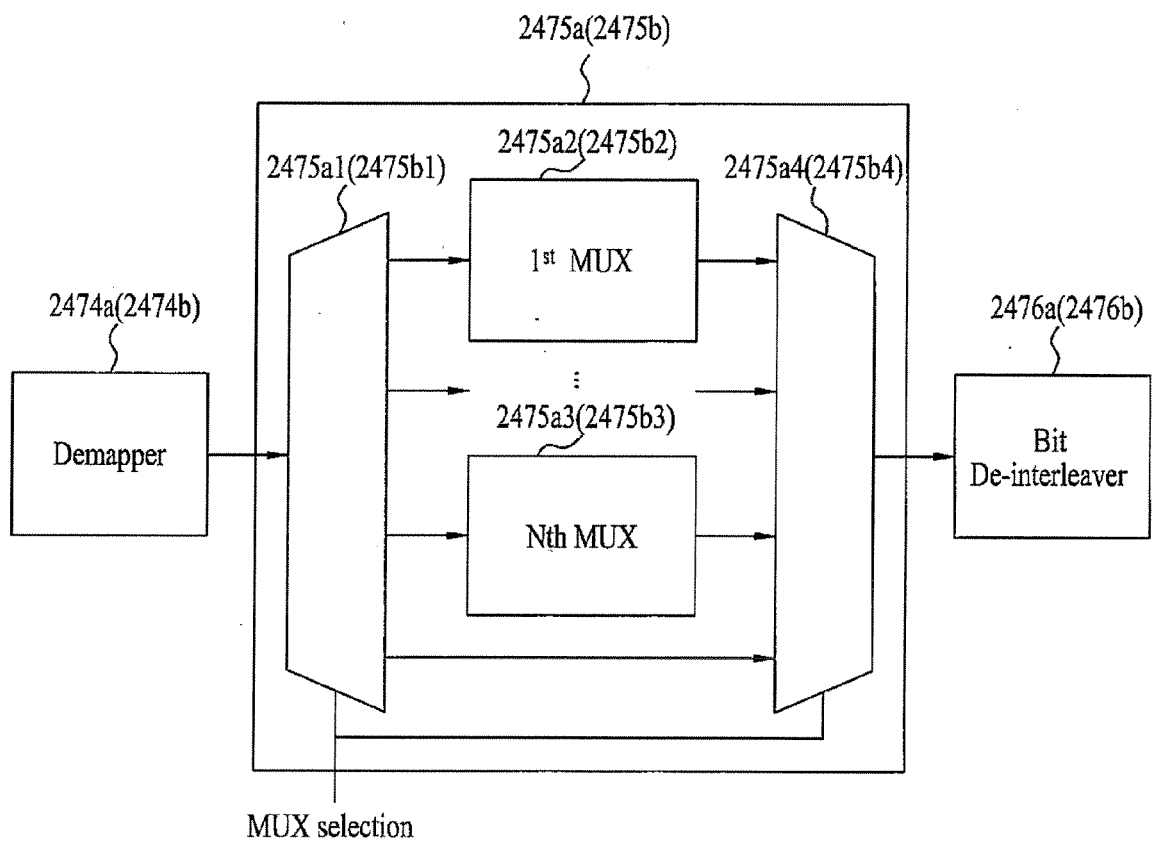 2475a(2475b)
2475a1(2475b1)
2475a2(2475b2)
2475a4(2475b4)
1st MUX
2474a(2474b)
2476a(2476b)
...
2475a3(2475b3)
Demapper
Bit
De-interleaver
Nth MUX
MUX selection